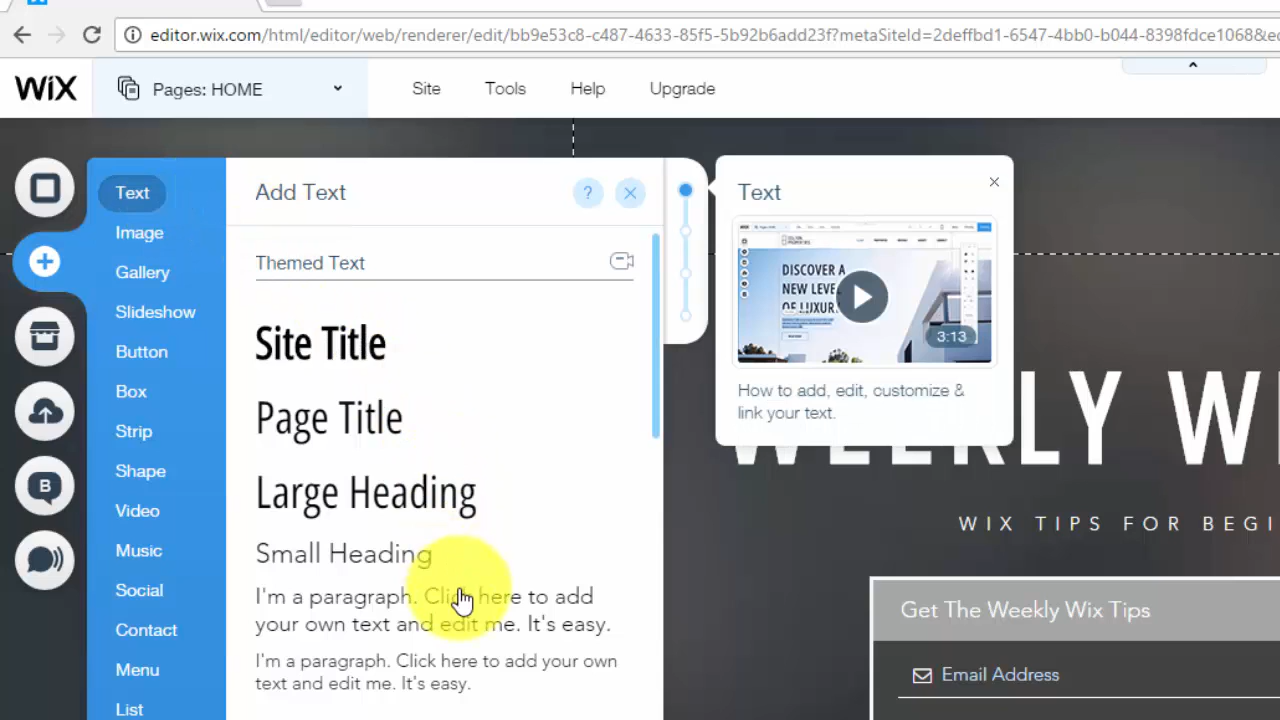 editor.wix.com/html/editor/web/renderer/edit/bb9e53c8-c487-4633-85f5-5b92b6add23f?metaSiteId=2deffbd1-6547-4bb0-b044-8398fdce1068&e
WiX
Pages: HOME
Site
Tools
Help
Upgrade
Text
Image
Gallery
Slideshow
Button
Box
Strip
Shape
Video
Music
Social
Contact
Menu
List
B
Add Text
?
Themed Text
Site Title
Page Title
Large Heading
Small Heading
I'm a paragraph. Click here to add
your own text and edit me. It's easy.
I'm a paragraph. Click here to add your own
text and edit me. It's easy.
Text
DISCOVER A
NEW LEVE
OF LUXUR
3:13
How to add, edit, customize &
link your text.
WEEKLY W
WIX TIPS FOR BEGI
Get The Weekly Wix Tips
Email Address